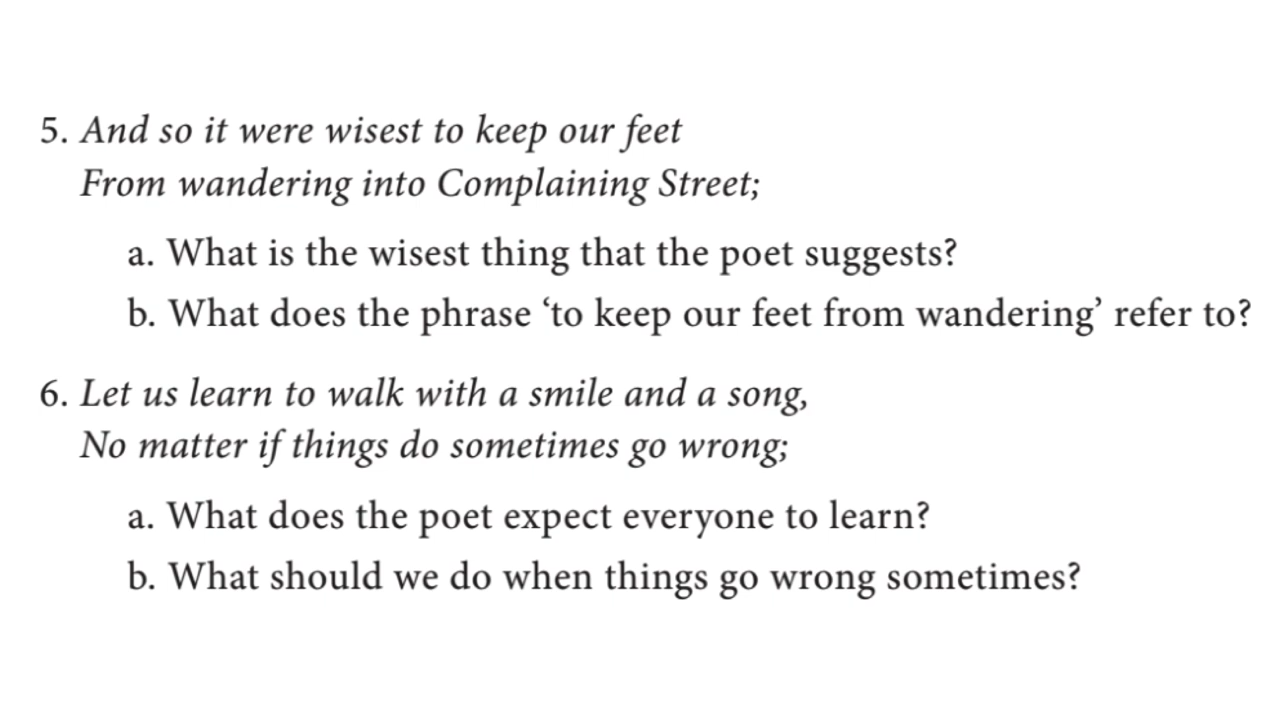 5. And so it were wisest to keep our feet
From wandering into Complaining Street;
a. What is the wisest thing that the poet suggests?
b. What does the phrase ‘to keep our feet from wandering’ refer to?
6. Let us learn to walk with a smile and a song,
No matter if things do sometimes go wrong;
a. What does the poet expect everyone to learn?
b. What should we do when things go wrong sometimes?